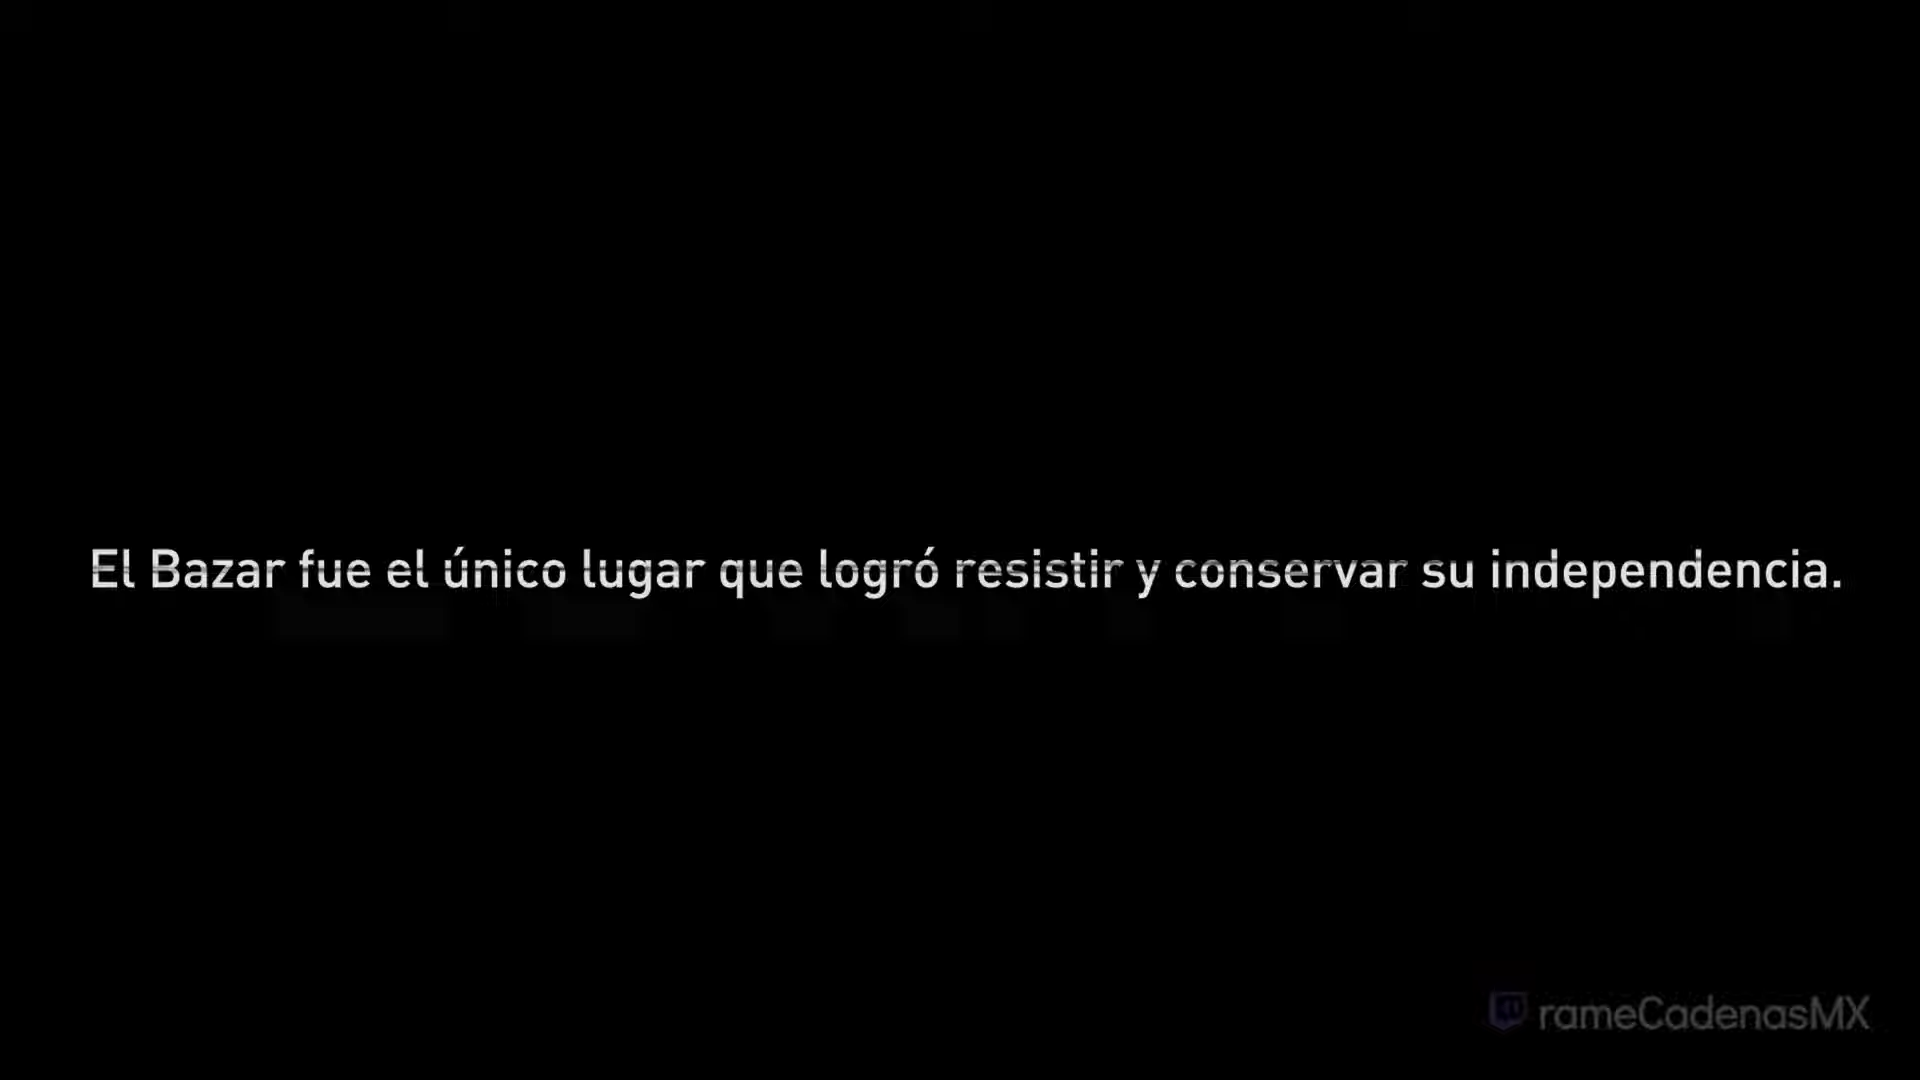 El Bazar fue el único lugar que logró resistir y conservar su independencia.
rameCadenasMX